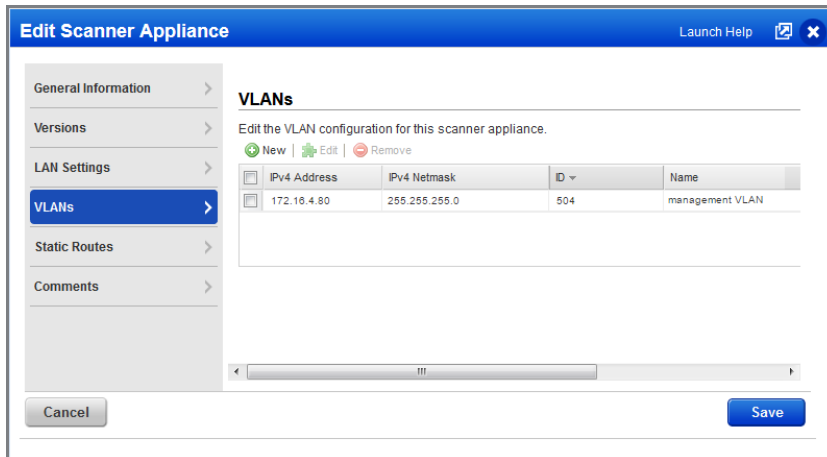 Edit Scanner Appliance
Launch Help
General Information
Versions
LAN Settings
VLANs
Static Routes
Comments
VLANs
Edit the VLAN configuration for this scanner appliance.
New | Edit | Remove
IPv4 Address IPv4 Netmask ID Name
172.16.4.80 255.255.255.0 504 management VLAN
Cancel
Save